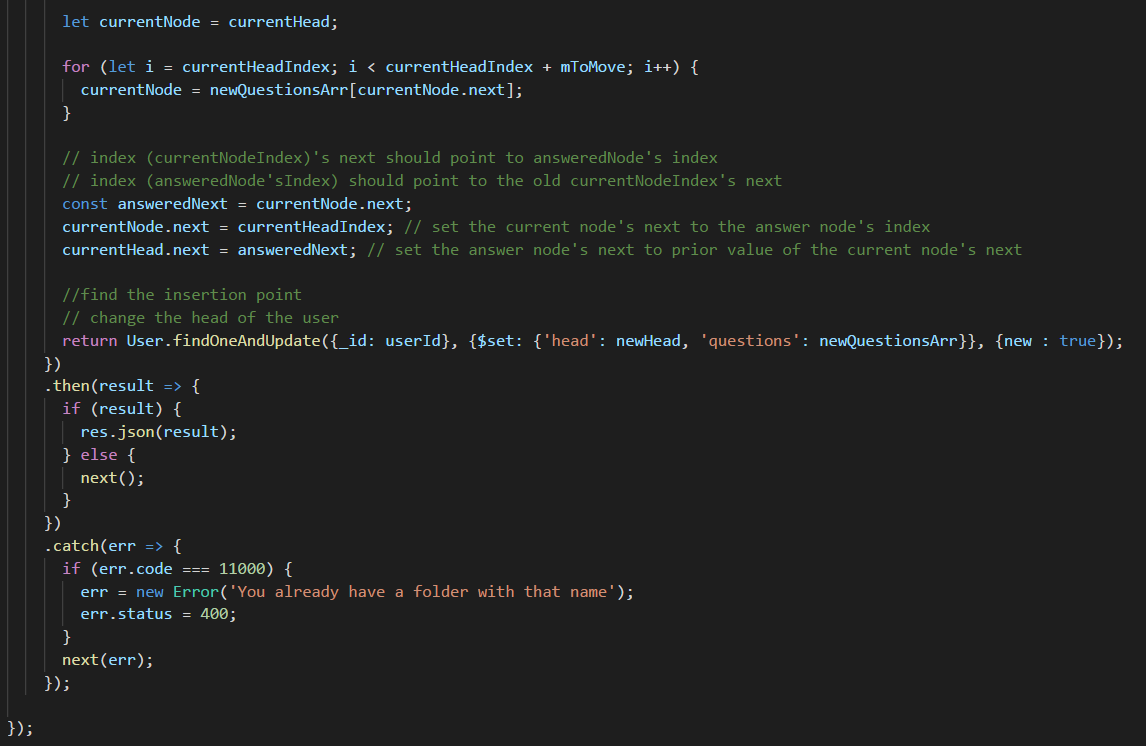 let currentNode = currentHead;
for (let i = currentHeadIndex; i < currentHeadIndex + mToMove; i++) {
currentNode = newQuestionsArr[currentNode.next];
}
// index (currentNodeIndex)'s next should point to answeredNode's index
// index (answeredNode'sIndex) should point to the old currentNodeIndex's next
const answeredNext = currentNode.next;
currentNode.next = currentHeadIndex; // set the current node's next to the answer node's index
currentHead.next = answeredNext; // set the answer node's next to prior value of the current node's next
//find the insertion point
// change the head of the user
return User.findOneAndUpdate({_id: userId}, {$set: {'head': newHead, 'questions': newQuestionsArr}}, {new : true});
})
.then(result => {
if (result) {
res.json(result);
} else {
next();
}
})
.catch(err => {
if (err.code === 11000) {
err = new Error('You already have a folder with that name');
err.status = 400;
}
next(err);
});
});